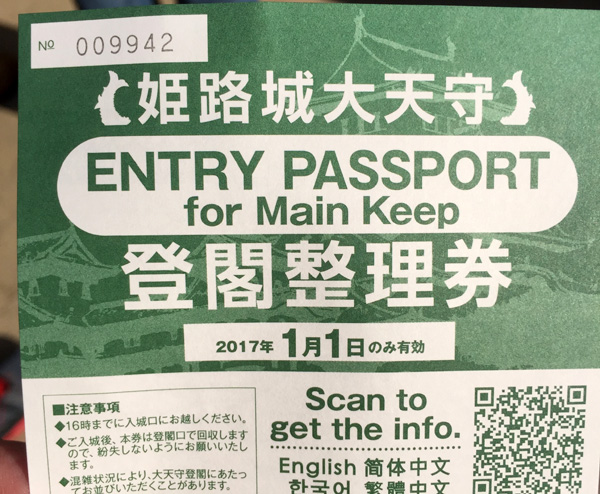 No 009942
姫路城大天守
ENTRY PASSPORT
for Main Keep
登閣整理券
2017年1月1日のみ有効
■注意事項
◆16時までに入城口にお越しください。
◆ご入城後、本券は登閣口で回収します
ので、紛失しないようにお願いいたし
ます。
◆混雑状況により、大天守登閣にあたっ
てお並びいただくことがあります。
Scan to
get the info.
English 简体中文
한국어 繁體中文